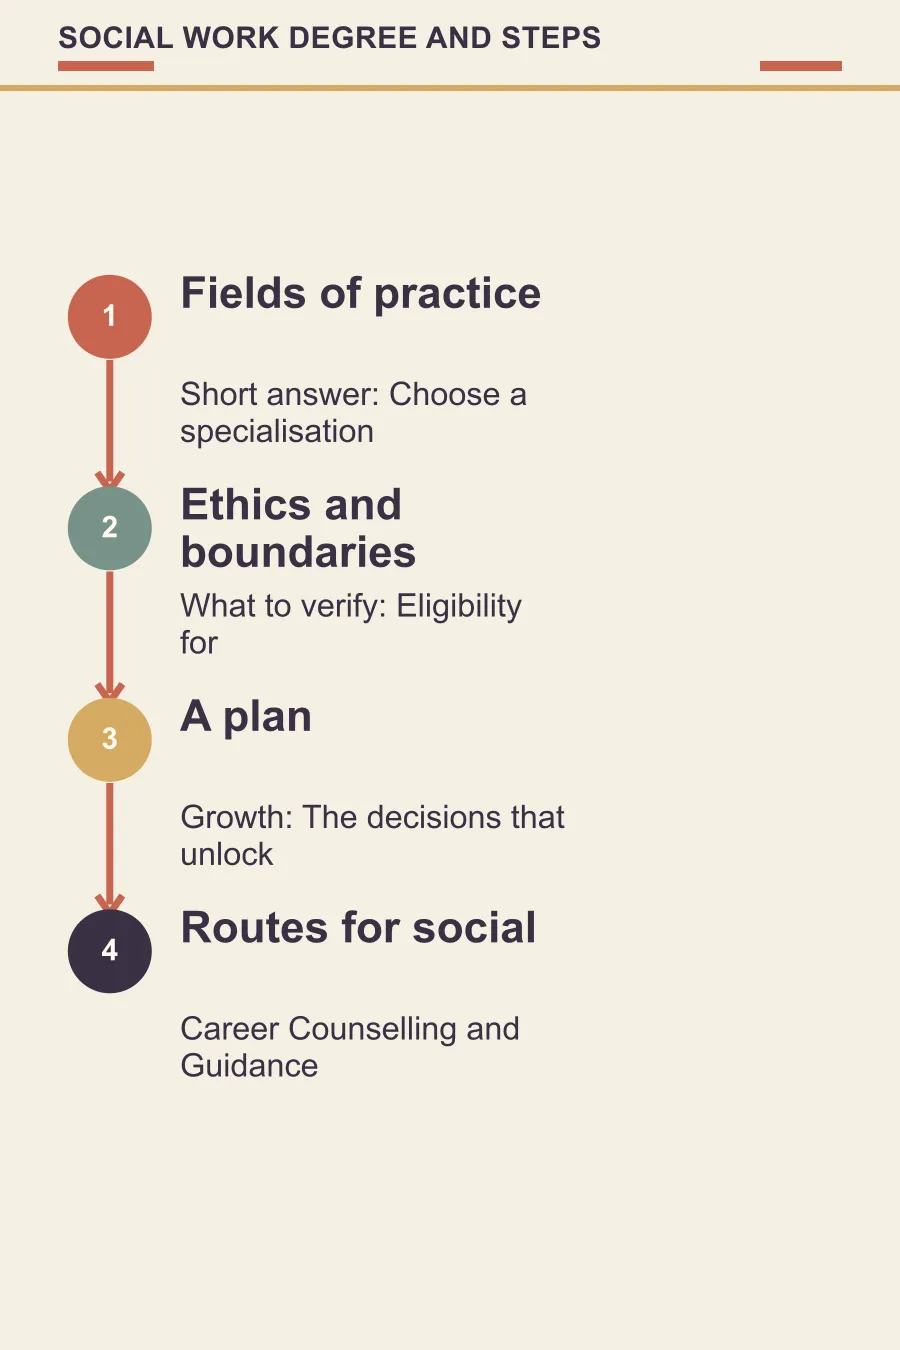 SOCIAL WORK DEGREE AND STEPS
1
Fields of practice
Short answer: Choose a
specialisation
2
Ethics and
boundaries
What to verify: Eligibility
for
3
A plan
Growth: The decisions that
unlock
4
Routes for social
Career Counselling and
Guidance